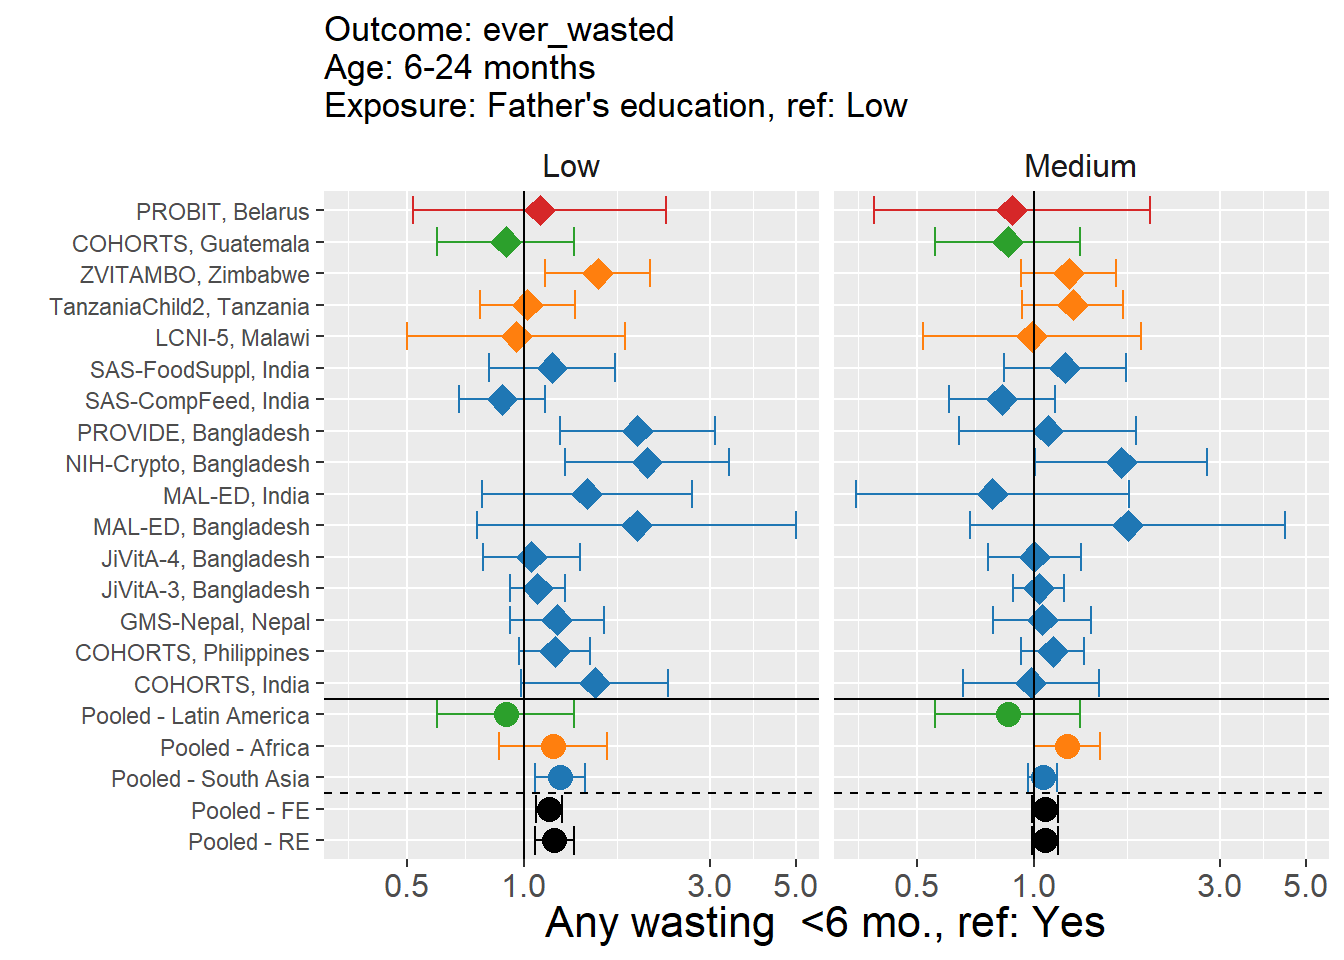 Outcome: ever_wasted
Age: 6-24 months
Exposure: Father's education, ref: Low
Low Medium
PROBIT, Belarus
COHORTS, Guatemala
ZVITAMBO, Zimbabwe
TanzaniaChild2, Tanzania
LCNI-5, Malawi
SAS-FoodSuppl, India
SAS-CompFeed, India
PROVIDE, Bangladesh
NIH-Crypto, Bangladesh
MAL-ED, India
MAL-ED, Bangladesh
JiVitA-4, Bangladesh
JiVitA-3, Bangladesh
GMS-Nepal, Nepal
COHORTS, Philippines
COHORTS, India
Pooled - Latin America
Pooled - Africa
Pooled - South Asia
Pooled - FE
Pooled - RE
0.5 1.0 3.0 5.0 0.5 1.0 3.0 5.0
Any wasting  <6 mo., ref: Yes